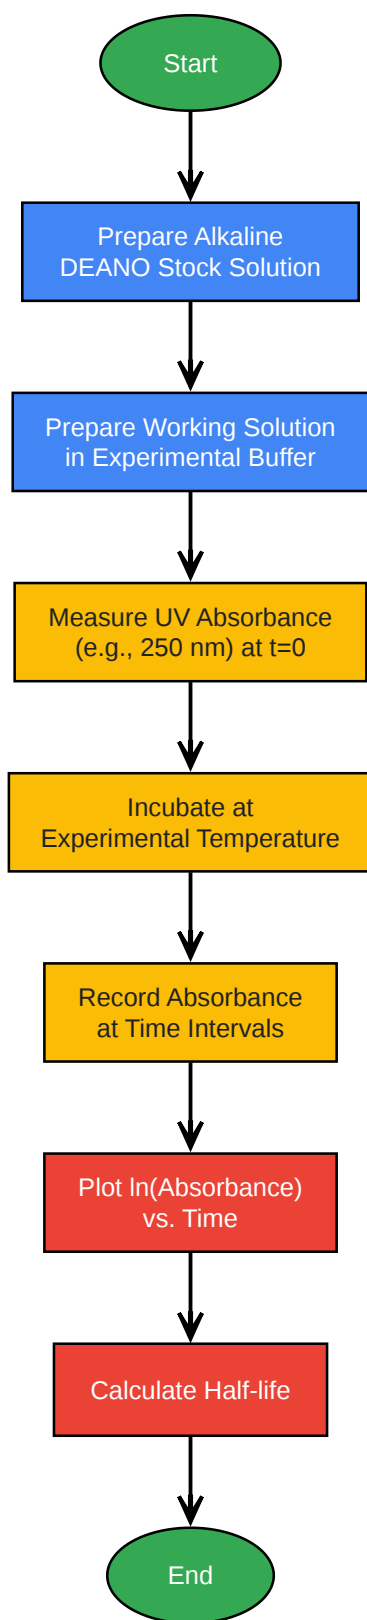 Start
Prepare Alkaline
DEANO Stock Solution
Prepare Working Solution
in Experimental Buffer
Measure UV Absorbance
(e.g., 250 nm) at t=0
Incubate at
Experimental Temperature
Record Absorbance
at Time Intervals
Plot ln(Absorbance)
vs. Time
Calculate Half-life
End